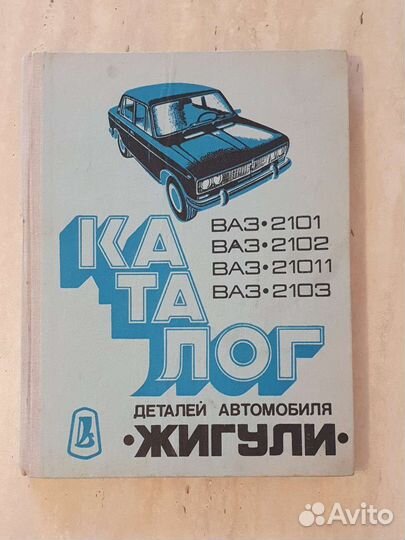 ВАЗ·2101
ВАЗ·2102
ВАЗ·21011
ВАЗ·2103
КА
ТА
ЛОГ
ДЕТАЛЕЙ АВТОМОБИЛЯ
·ЖИГУЛИ·
Avito